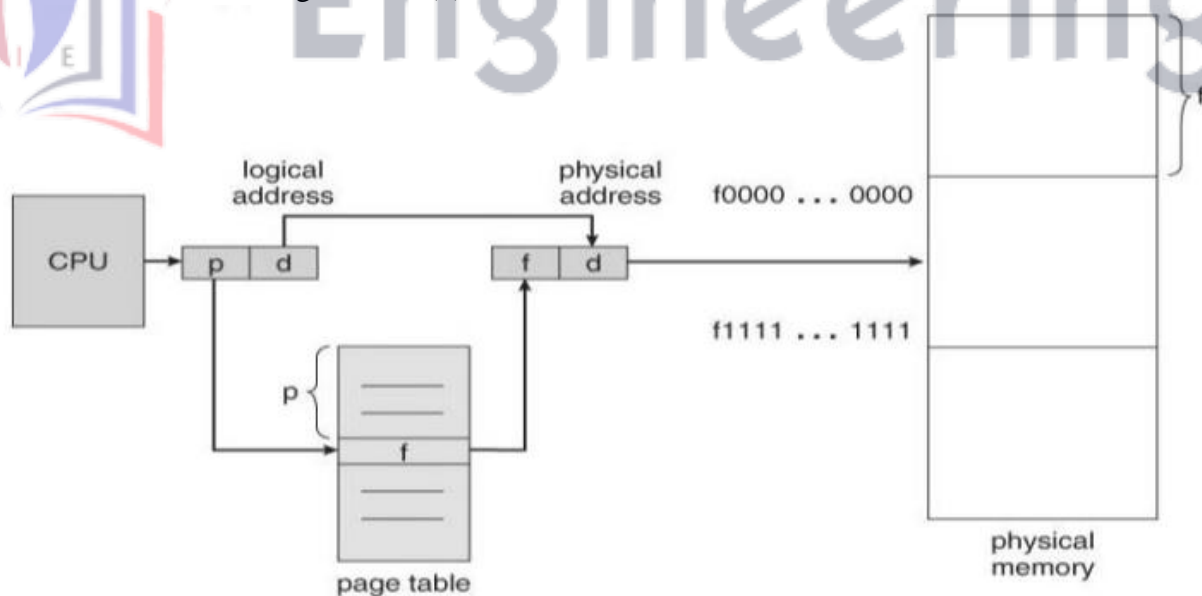 Engineering
I E
f
logical
address
physical
address
f0000 ... 0000
CPU
p d
f d
f1111 ... 1111
p
f
page table
physical
memory